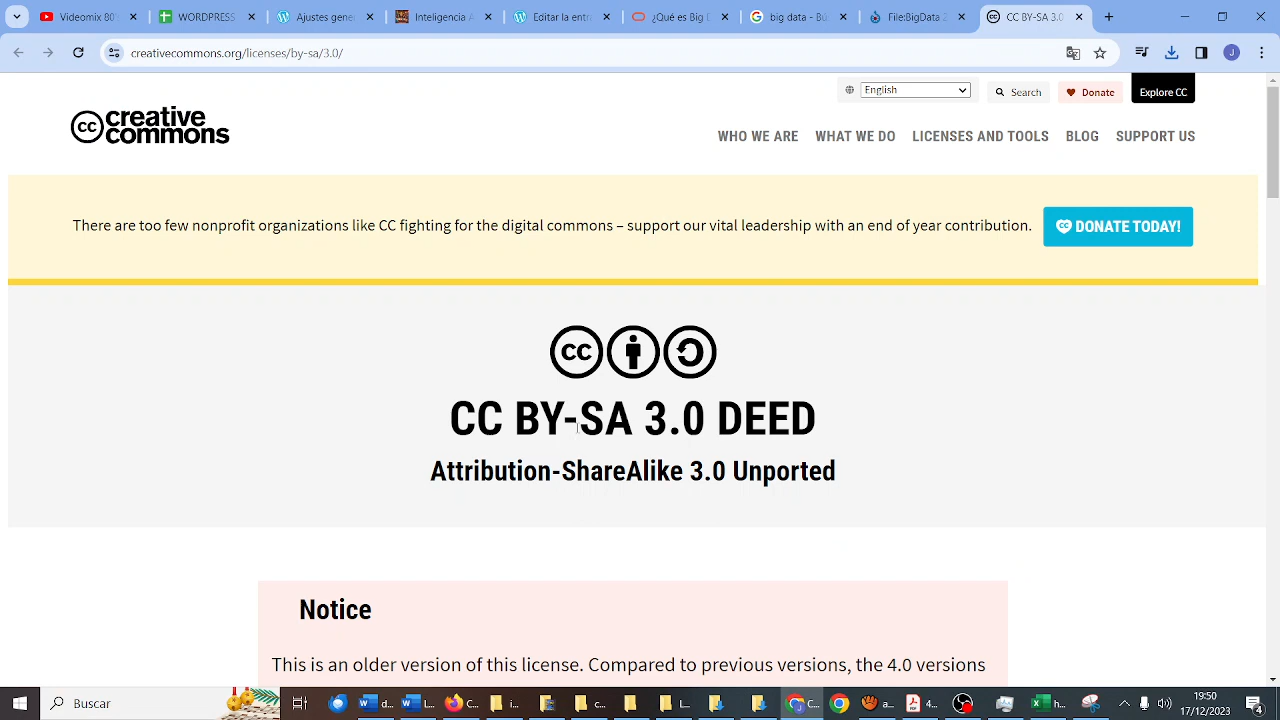 WORDPRESS
Videomix 80
Ajustes gener
Inteligencia A
Editar la entra
¿Qué es Big
big data - B
FileBigData
CC BY-SA 3.0
creativecommons.org/licenses/by-sa/3.0/
J
English
Search
Donate
Explore CC
cc creative
commons
WHO WE ARE
WHAT WE DO
LICENSES AND TOOLS
BLOG
SUPPORT US
There are too few nonprofit organizations like CC fighting for the digital commons – support our vital leadership with an end of year contribution.
DONATE TODAY!
cc
CC BY-SA 3.0 DEED
Attribution-ShareAlike 3.0 Unported
Notice
This is an older version of this license. Compared to previous versions, the 4.0 versions
Buscar
19:50
17/12/2023